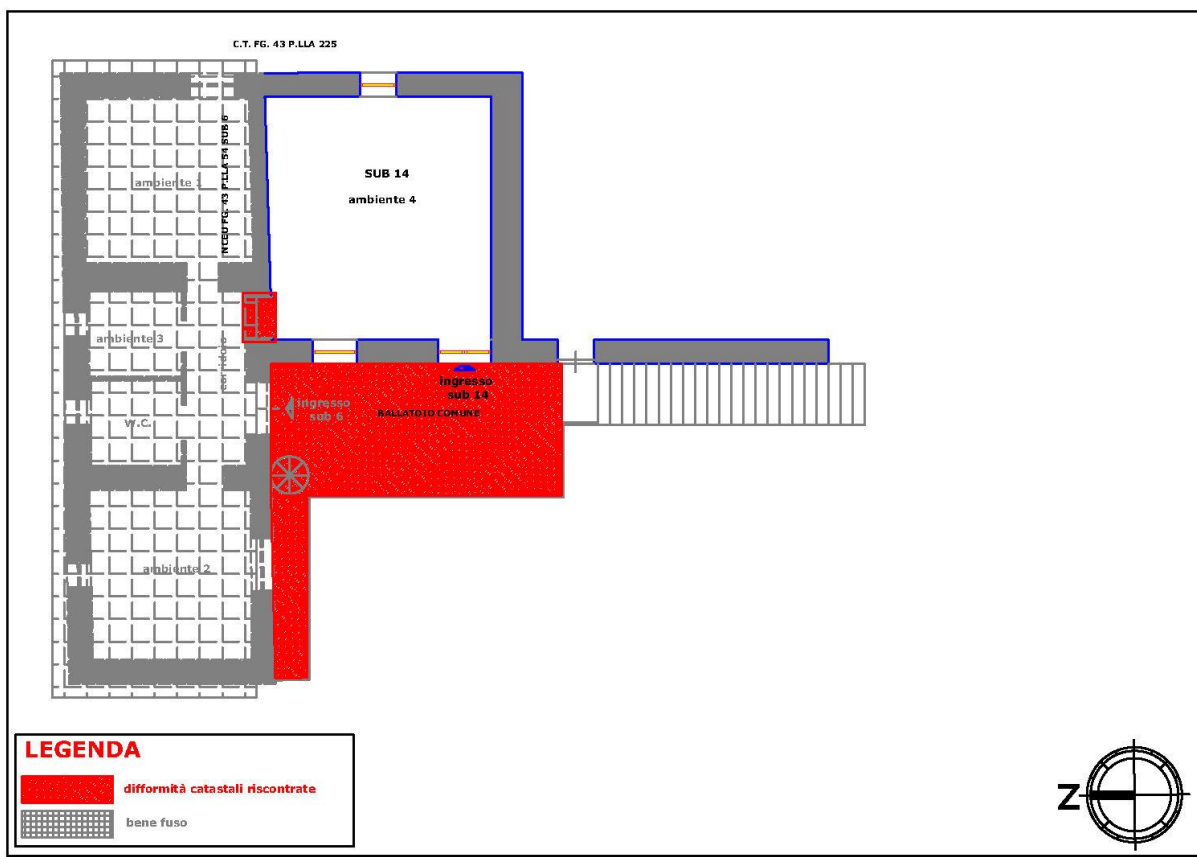 C.T. FG. 43 P.LLA 225
NCEU FG. 43 P.LLA 54 SUB 6
ambiente 1
SUB 14
ambiente 4
ambiente 3
corridoio
W.C.
ingresso
sub 6
ingresso
sub 14
BALLATOIO COMUNE
ambiente 2
LEGENDA
difformità catastali riscontrate
bene fuso
Z